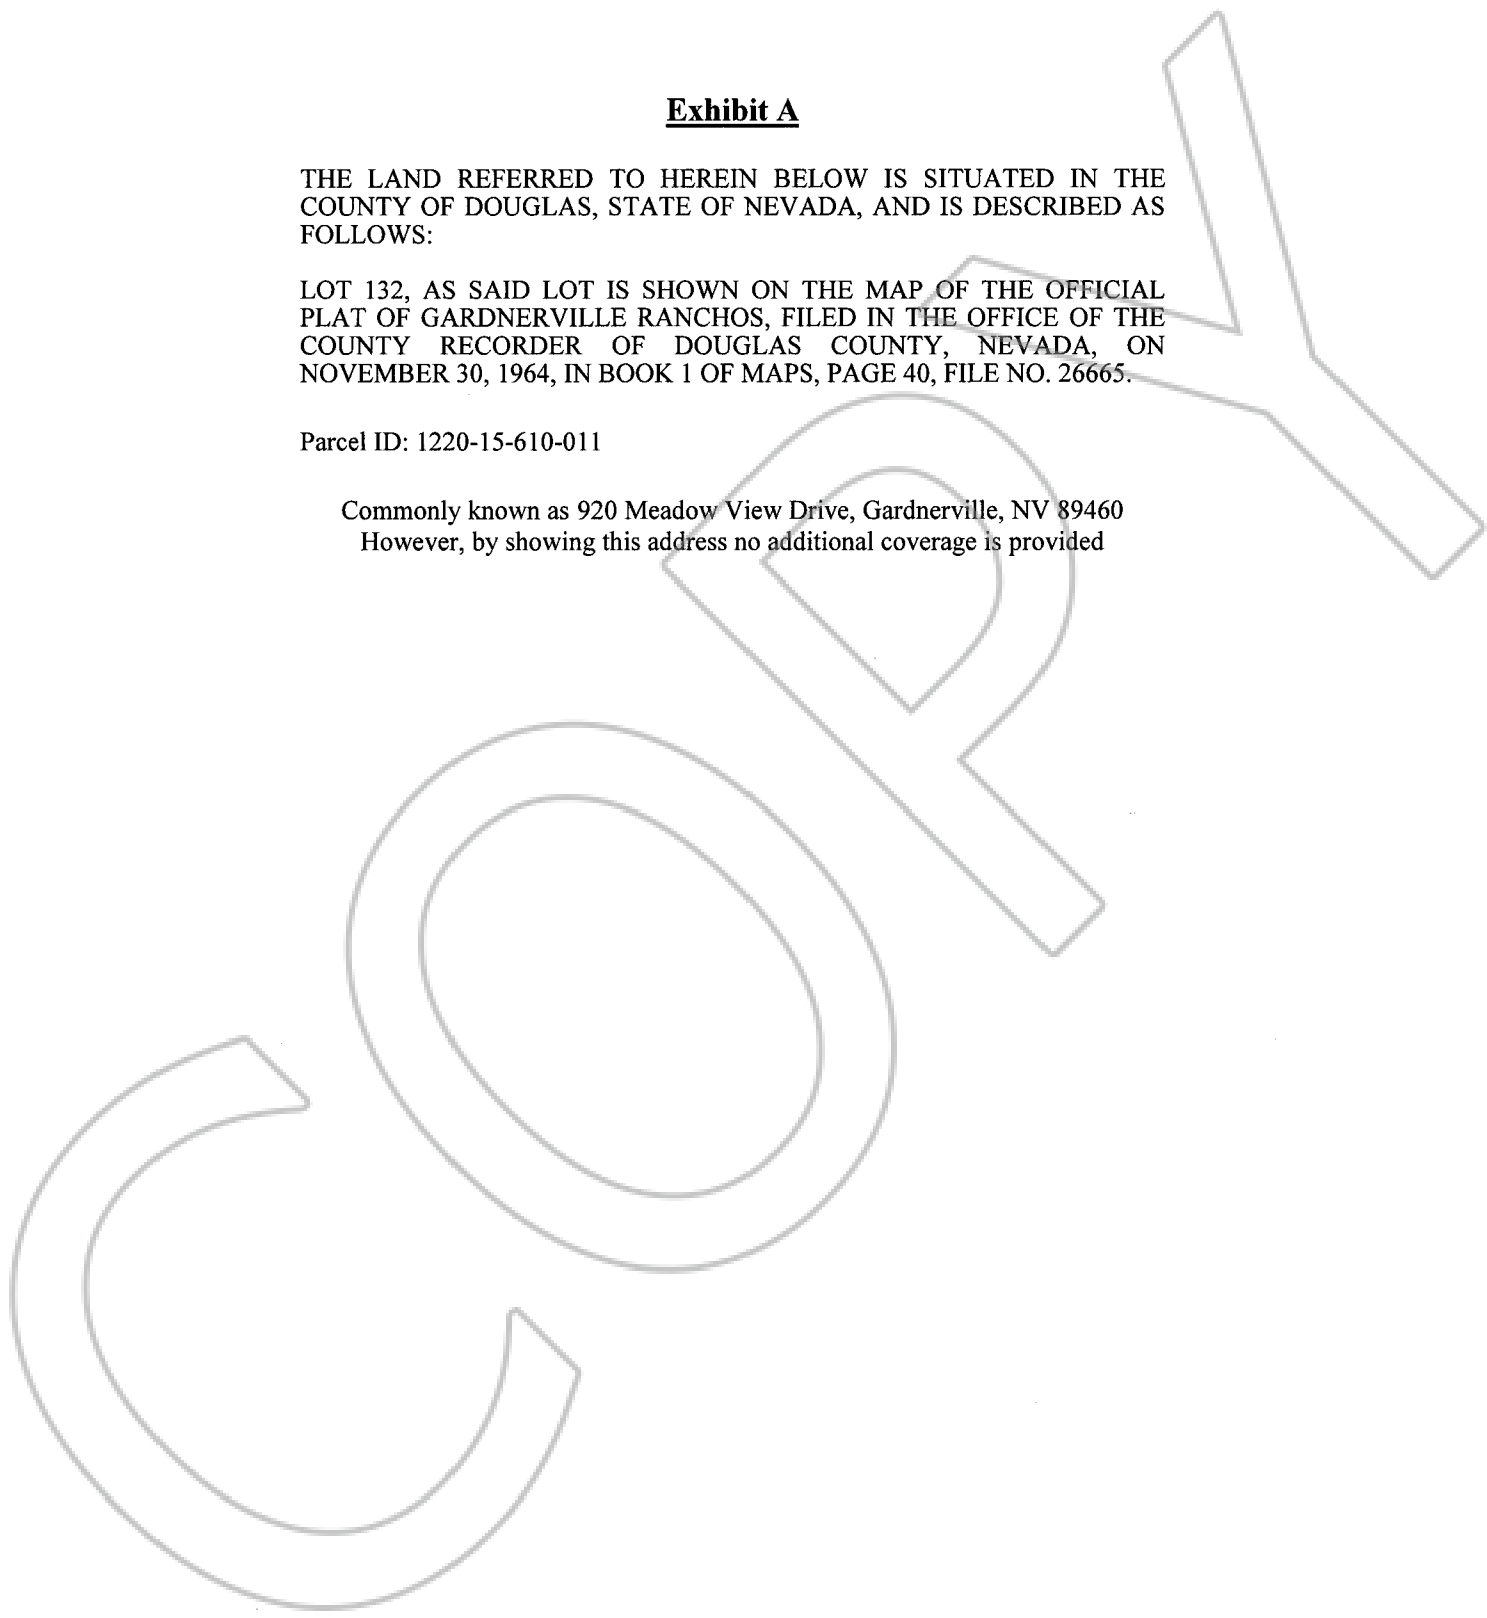 Exhibit A
THE LAND REFERRED TO HEREIN BELOW IS SITUATED IN THE
COUNTY OF DOUGLAS, STATE OF NEVADA, AND IS DESCRIBED AS
FOLLOWS:
LOT 132, AS SAID LOT IS SHOWN ON THE MAP OF THE OFFICIAL
PLAT OF GARDNERVILLE RANCHOS, FILED IN THE OFFICE OF THE
COUNTY RECORDER OF DOUGLAS COUNTY, NEVADA, ON
NOVEMBER 30, 1964, IN BOOK 1 OF MAPS, PAGE 40, FILE NO. 26665.
Parcel ID: 1220-15-610-011
Commonly known as 920 Meadow View Drive, Gardnerville, NV 89460
However, by showing this address no additional coverage is provided
COPY